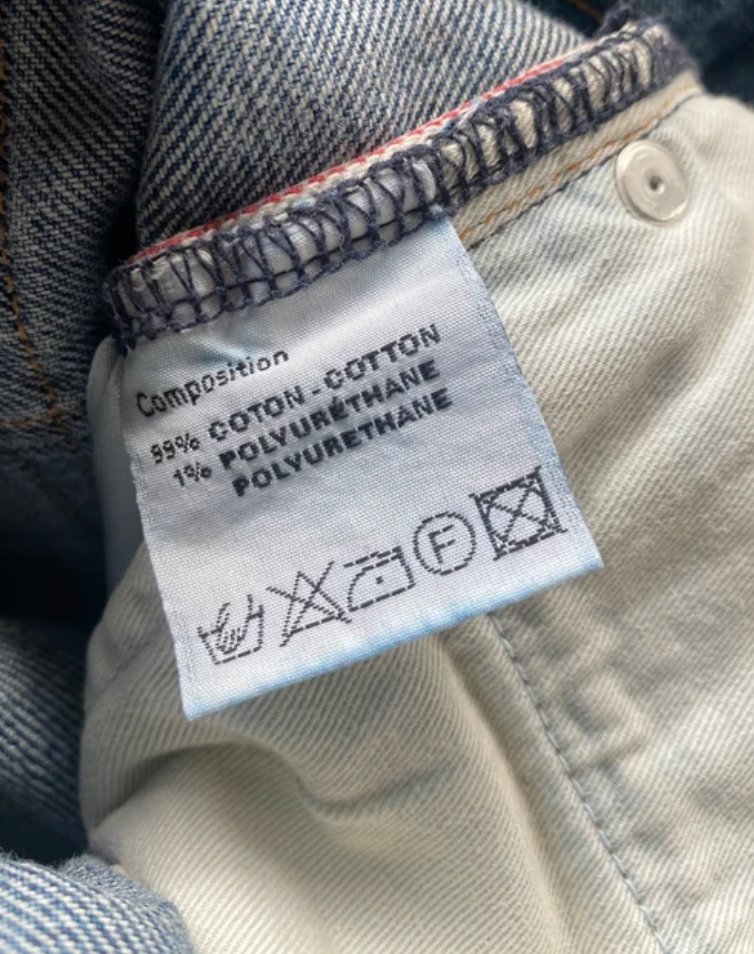 Composition
99% COTON - COTTON
1% POLYURÉTHANE
POLYURETHANE
F